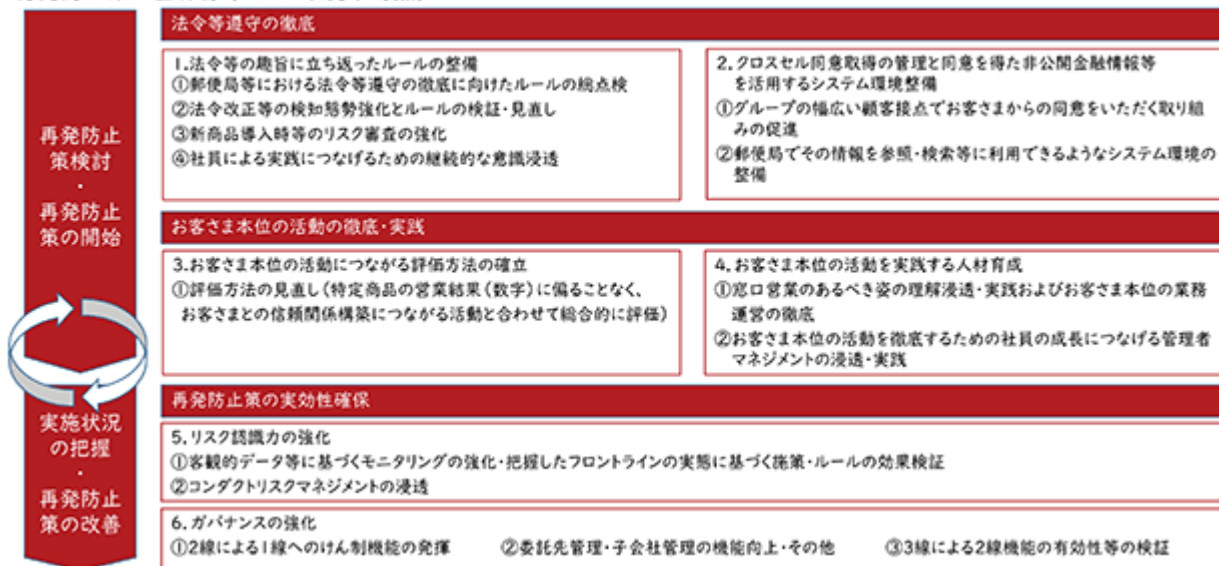 法令等遵守の徹底
1.法令等の趣旨に立ち返ったルールの整備
①郵便局等における法令等遵守の徹底に向けたルールの総点検
②法令改正等の検知態勢強化とルールの検証・見直し
③新商品導入時等のリスク審査の強化
④社員による実践につなげるための継続的な意識浸透
2.クロスセル同意取得の管理と同意を得た非公開金融情報等
を活用するシステム環境整備
①グループの幅広い顧客接点でお客さまからの同意をいただく取り組
みの促進
②郵便局でその情報を参照・検索等に利用できるようなシステム環境の
整備
再発防止
策検討
・
再発防止
策の開始
お客さま本位の活動の徹底・実践
3.お客さま本位の活動につながる評価方法の確立
①評価方法の見直し(特定商品の営業結果(数字)に偏ることなく、
お客さまとの信頼関係構築につながる活動と合わせて総合的に評価)
4.お客さま本位の活動を実践する人材育成
①窓口営業のあるべき姿の理解浸透・実践およびお客さま本位の業務
運営の徹底
②お客さま本位の活動を徹底するための社員の成長につなげる管理者
マネジメントの浸透・実践
再発防止策の実効性確保
実施状況
の把握
・
再発防止
策の改善
5.リスク認識力の強化
①客観的データ等に基づくモニタリングの強化・把握したフロントラインの実態に基づく施策・ルールの効果検証
②コンダクトリスクマネジメントの浸透
6.ガバナンスの強化
①2線による1線へのけん制機能の発揮 ②委託先管理・子会社管理の機能向上・その他 ③3線による2線機能の有効性等の検証